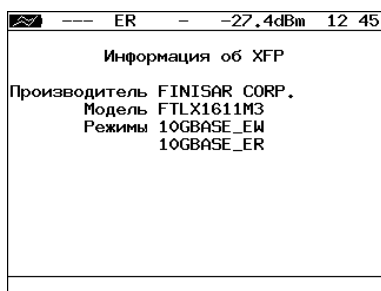 --- ER - -27.4dBm 12 45
Информация об XFP
Производитель FINISAR CORP.
Модель FTLX1611M3
Режимы 10GBASE_EW
10GBASE_ER